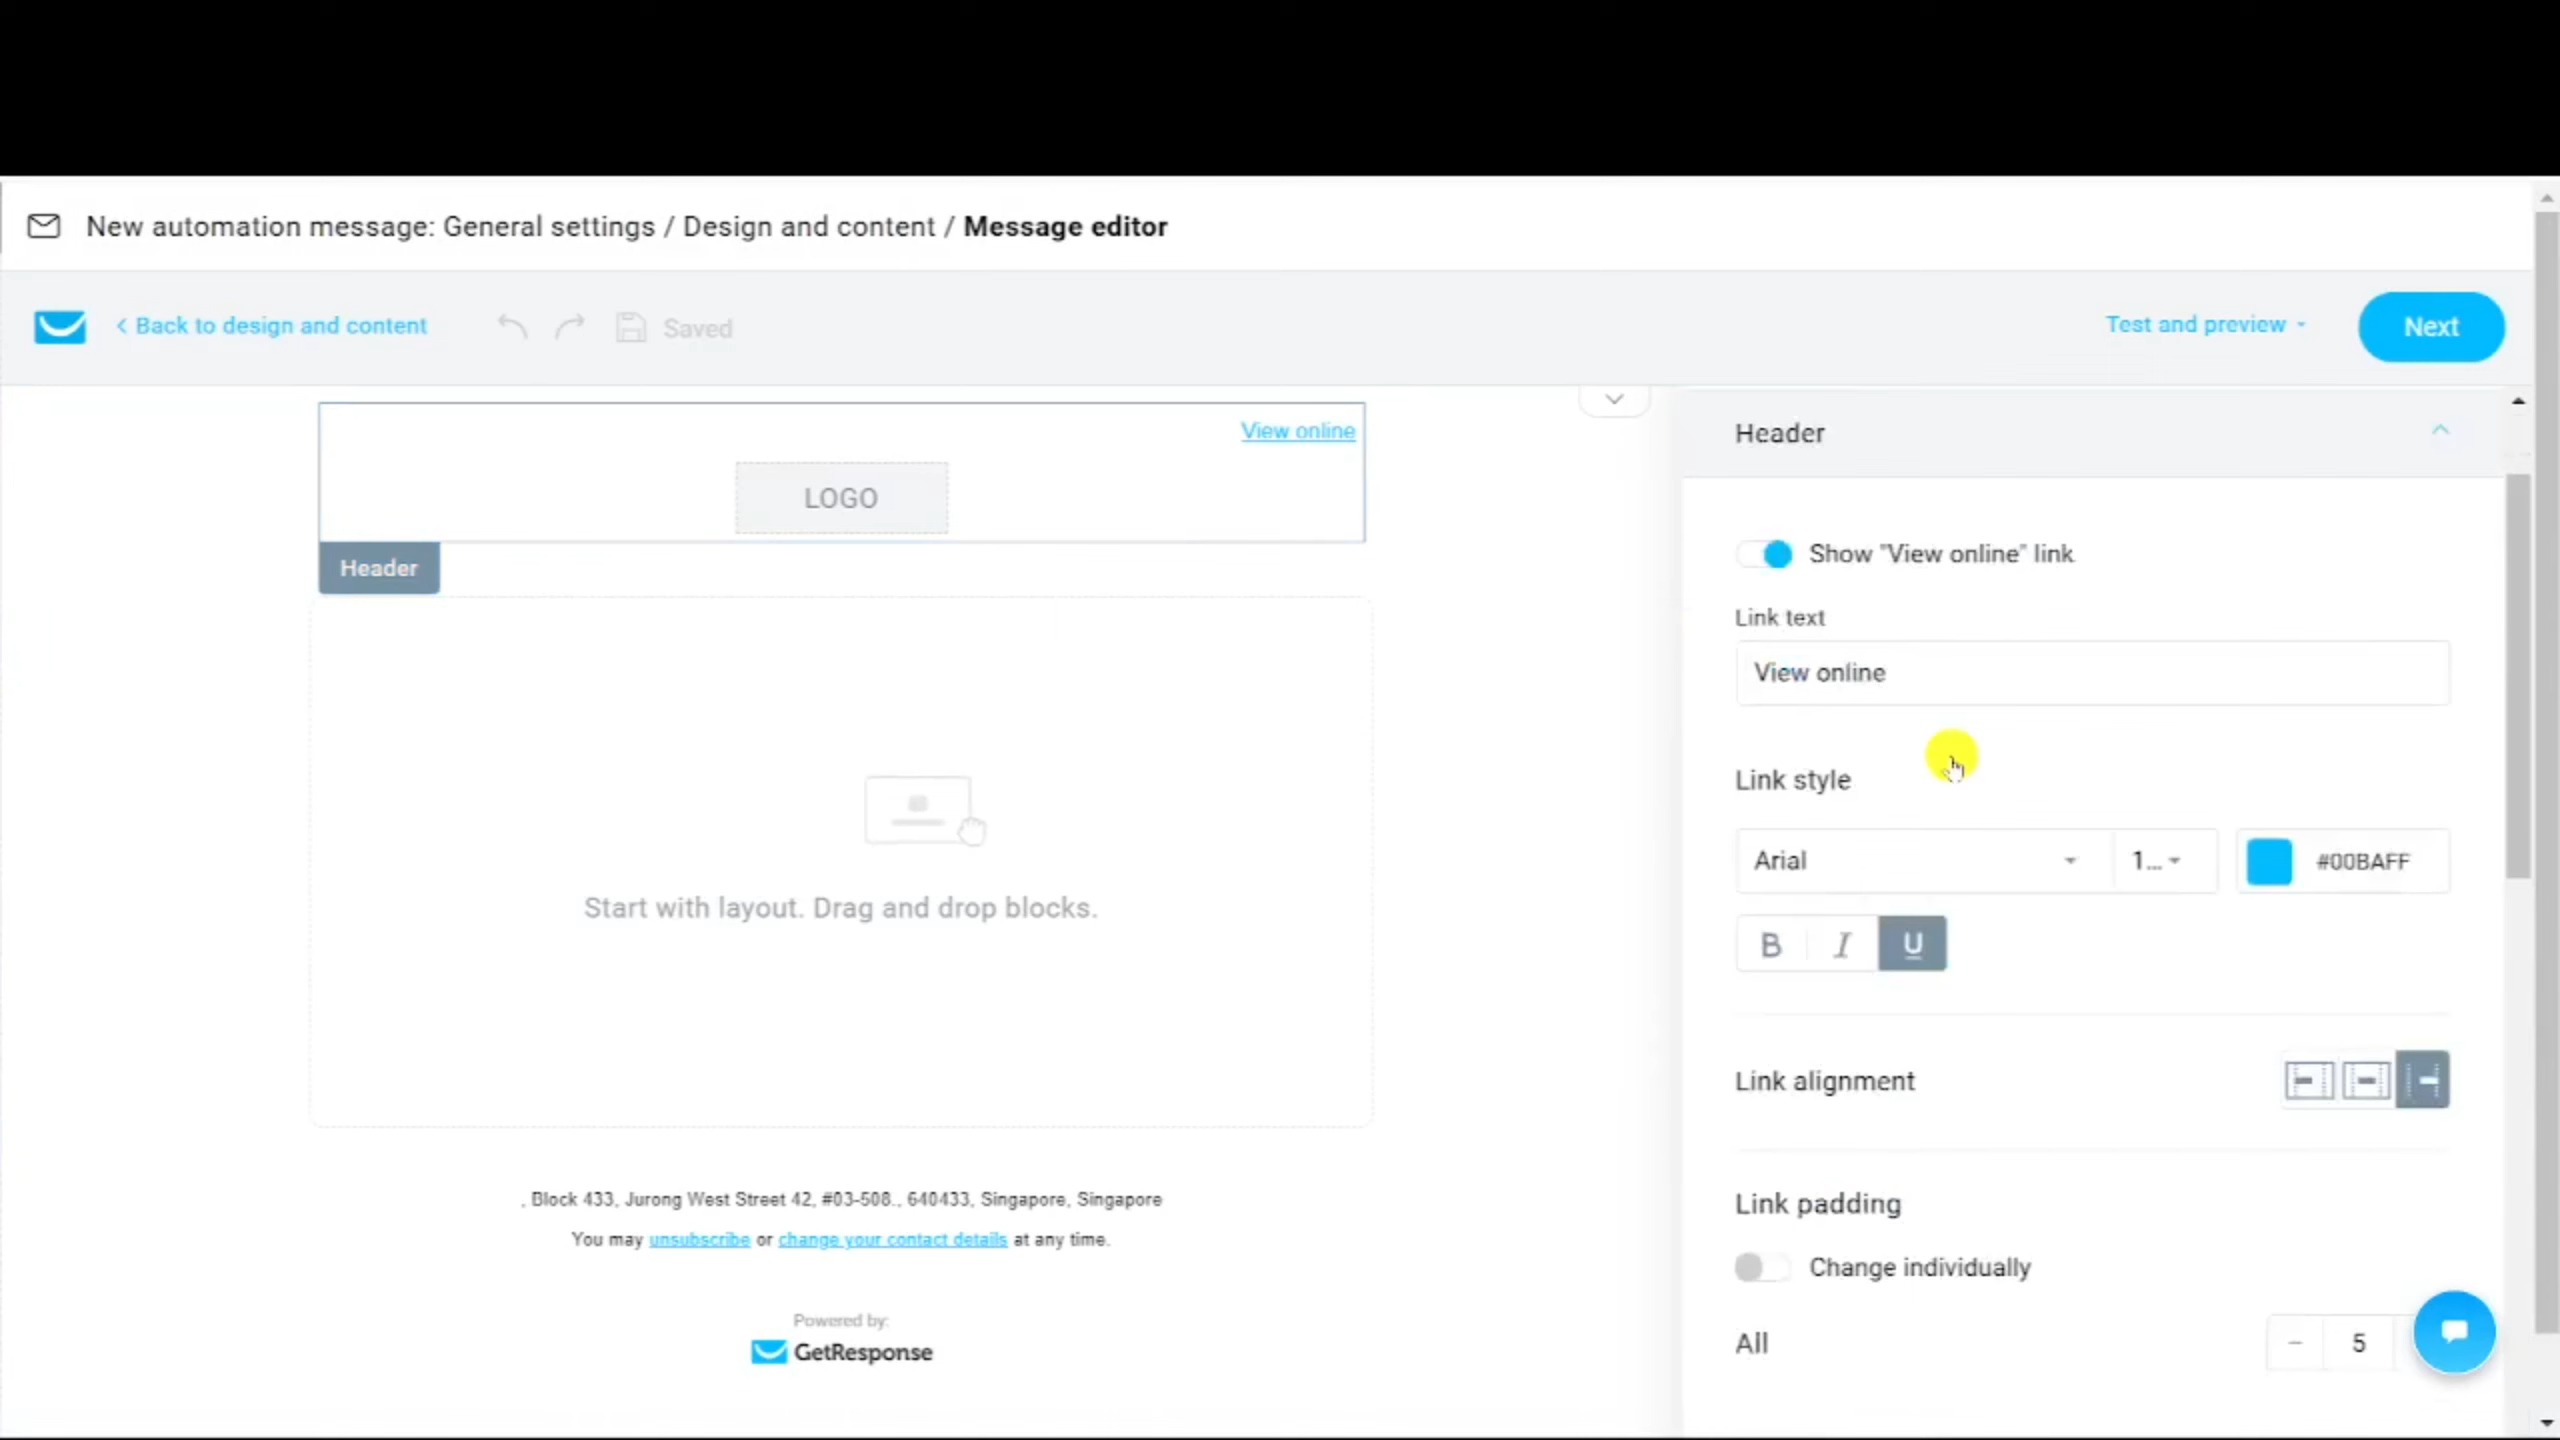 New automation message: General settings / Design and content / Message editor
< Back to design and content
Saved
Test and preview
Next
View online
LOGO
Header
Start with layout. Drag and drop blocks.
, Block 433, Jurong West Street 42, #03-508., 640433, Singapore, Singapore
You may unsubscribe or change your contact details at any time.
Powered by:
GetResponse
Header
Show "View online" link
Link text
View online
Link style
Arial
1...
#00BAFF
B I U
Link alignment
Link padding
Change individually
All
- 5